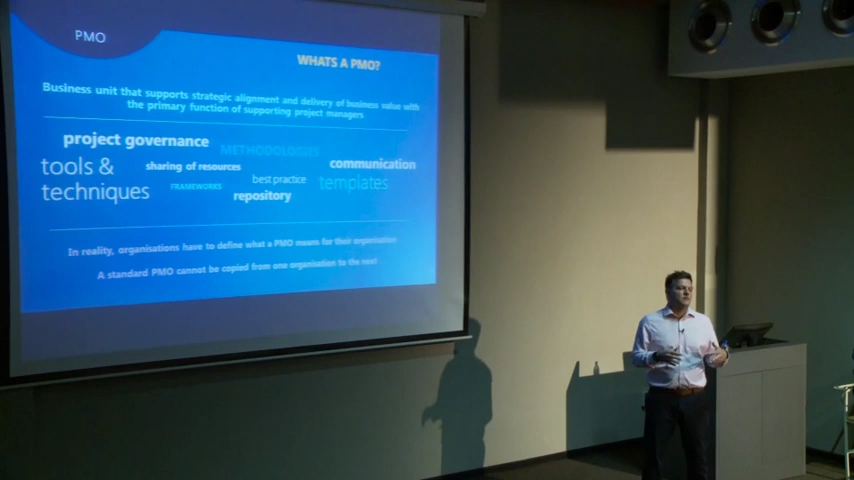 PMO
WHATS A PMO?
Business unit that supports strategic alignment and delivery of business value with
the primary function of supporting project managers
project governance
METHODOLOGIES
tools &
techniques
sharing of resources
communication
FRAMEWORKS
best practice
templates
repository
In reality, organisations have to define what a PMO means for their organisation
A standard PMO cannot be copied from one organisation to the next